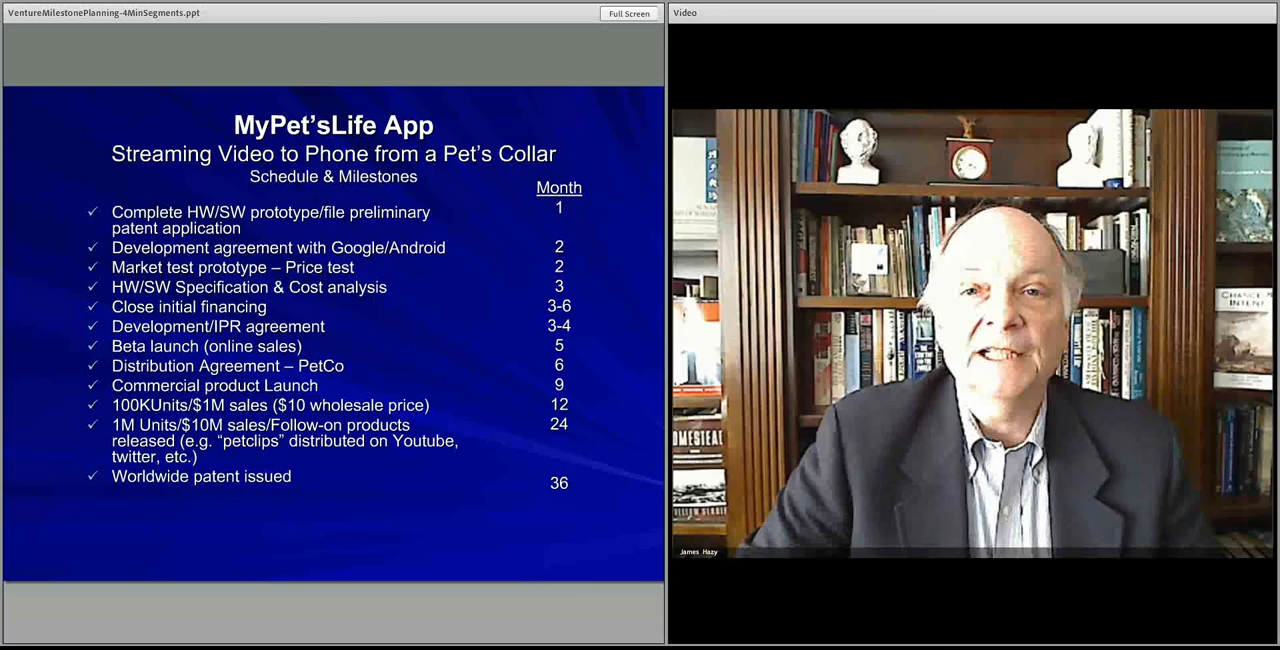 VentureMilestonePlanning-4MinSegments.ppt
Full Screen
Video
MyPet'sLife App
Streaming Video to Phone from a Pet's Collar
Schedule & Milestones
Month
Complete HW/SW prototype/file preliminary
patent application
1
Development agreement with Google/Android
2
Market test prototype – Price test
2
HW/SW Specification & Cost analysis
3
Close initial financing
3-6
Development/IPR agreement
3-4
Beta launch (online sales)
5
Distribution Agreement – PetCo
6
Commercial product Launch
9
100KUnits/$1M sales ($10 wholesale price)
12
1M Units/$10M sales/Follow-on products
released (e.g. “petclips” distributed on Youtube,
twitter, etc.)
24
Worldwide patent issued
36
CHANCE
INTENT
HOMESTEAD
James Hazy